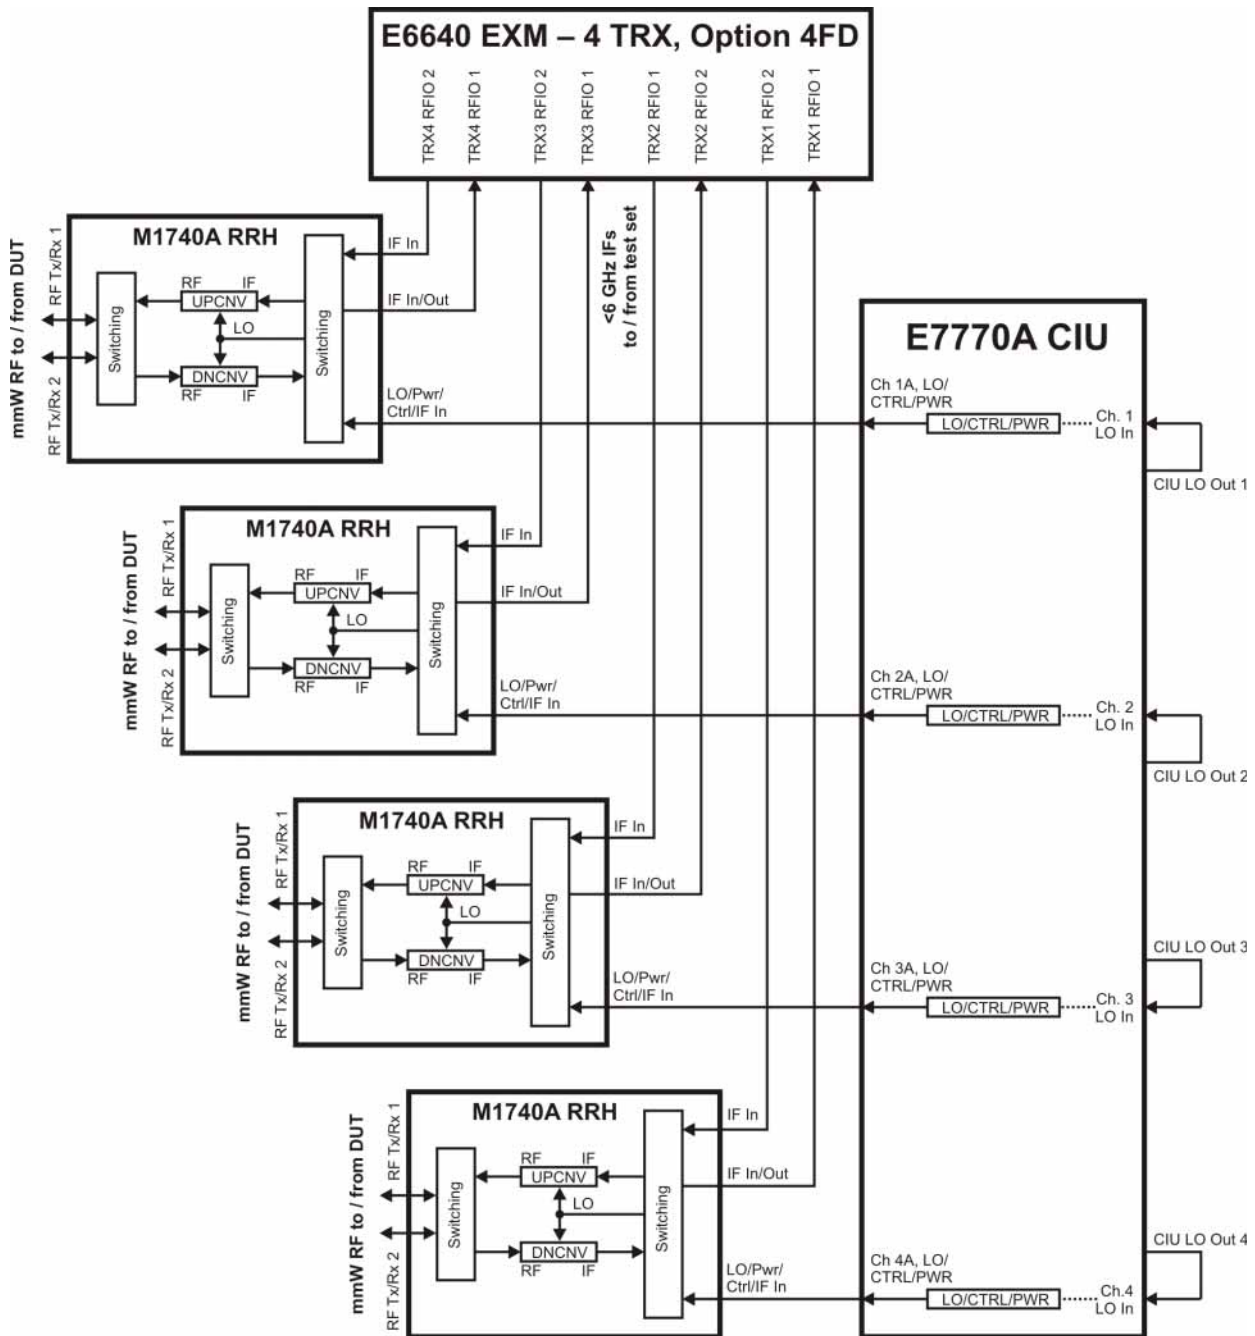 E6640 EXM – 4 TRX, Option 4FD
TRX4 RFIO 2
TRX4 RFIO 1
TRX3 RFIO 2
TRX3 RFIO 1
TRX2 RFIO 1
TRX2 RFIO 2
TRX1 RFIO 2
TRX1 RFIO 1
<6 GHz IFs
to / from test set
M1740A RRH
mmW RF to / from DUT
RF Tx/Rx 1
RF Tx/Rx 2
Switching
RF
IF
UPCNV
LO
DNCNV
RF
IF
Switching
IF In
IF In/Out
LO/Pwr/
Ctrl/IF In
M1740A RRH
mmW RF to / from DUT
RF Tx/Rx 1
RF Tx/Rx 2
Switching
RF
IF
UPCNV
LO
DNCNV
RF
IF
Switching
IF In
IF In/Out
LO/Pwr/
Ctrl/IF In
M1740A RRH
mmW RF to / from DUT
RF Tx/Rx 1
RF Tx/Rx 2
Switching
RF
IF
UPCNV
LO
DNCNV
RF
IF
Switching
IF In
IF In/Out
LO/Pwr/
Ctrl/IF In
M1740A RRH
mmW RF to / from DUT
RF Tx/Rx 1
RF Tx/Rx 2
Switching
RF
IF
UPCNV
LO
DNCNV
RF
IF
Switching
IF In
IF In/Out
LO/Pwr/
Ctrl/IF In
E7770A CIU
Ch 1A, LO/
CTRL/PWR
LO/CTRL/PWR
Ch. 1
LO In
CIU LO Out 1
Ch 2A, LO/
CTRL/PWR
LO/CTRL/PWR
Ch. 2
LO In
CIU LO Out 2
CIU LO Out 3
Ch 3A, LO/
CTRL/PWR
LO/CTRL/PWR
Ch. 3
LO In
CIU LO Out 4
Ch 4A, LO/
CTRL/PWR
LO/CTRL/PWR
Ch.4
LO In